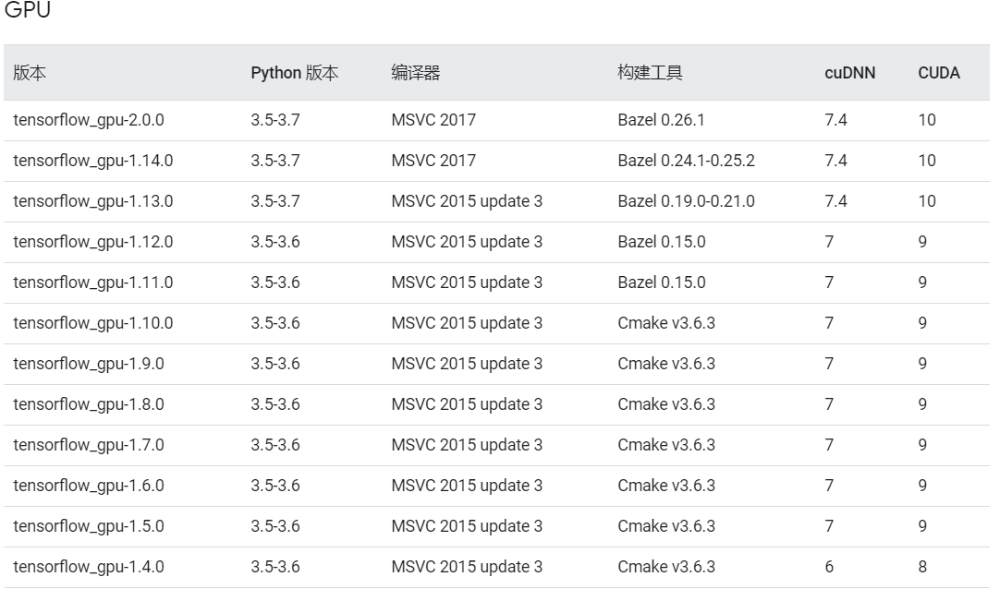 GPU
版本 Python 版本 编译器 构建工具 cuDNN CUDA
tensorflow_gpu-2.0.0 3.5-3.7 MSVC 2017 Bazel 0.26.1 7.4 10
tensorflow_gpu-1.14.0 3.5-3.7 MSVC 2017 Bazel 0.24.1-0.25.2 7.4 10
tensorflow_gpu-1.13.0 3.5-3.7 MSVC 2015 update 3 Bazel 0.19.0-0.21.0 7.4 10
tensorflow_gpu-1.12.0 3.5-3.6 MSVC 2015 update 3 Bazel 0.15.0 7 9
tensorflow_gpu-1.11.0 3.5-3.6 MSVC 2015 update 3 Bazel 0.15.0 7 9
tensorflow_gpu-1.10.0 3.5-3.6 MSVC 2015 update 3 Cmake v3.6.3 7 9
tensorflow_gpu-1.9.0 3.5-3.6 MSVC 2015 update 3 Cmake v3.6.3 7 9
tensorflow_gpu-1.8.0 3.5-3.6 MSVC 2015 update 3 Cmake v3.6.3 7 9
tensorflow_gpu-1.7.0 3.5-3.6 MSVC 2015 update 3 Cmake v3.6.3 7 9
tensorflow_gpu-1.6.0 3.5-3.6 MSVC 2015 update 3 Cmake v3.6.3 7 9
tensorflow_gpu-1.5.0 3.5-3.6 MSVC 2015 update 3 Cmake v3.6.3 7 9
tensorflow_gpu-1.4.0 3.5-3.6 MSVC 2015 update 3 Cmake v3.6.3 6 8